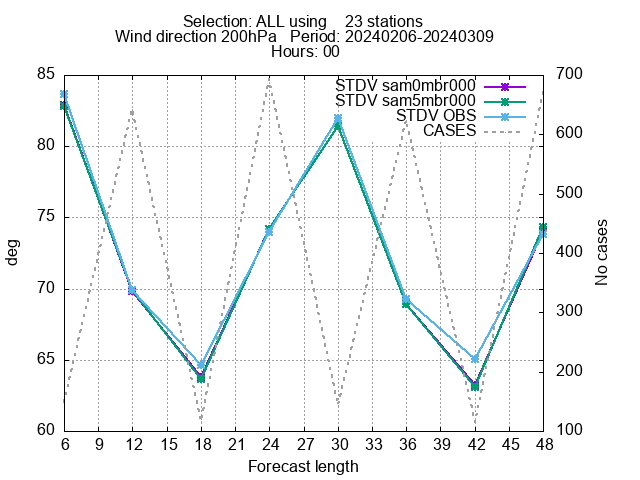 Selection: ALL using    23 stations
Wind direction 200hPa   Period: 20240206-20240309
Hours: 00
85
80
75
70
65
60
deg
700
600
500
400
300
200
100
No cases
STDV sam0mbr000
STDV sam5mbr000
STDV OBS
CASES
6 9 12 15 18 21 24 27 30 33 36 39 42 45 48
Forecast length